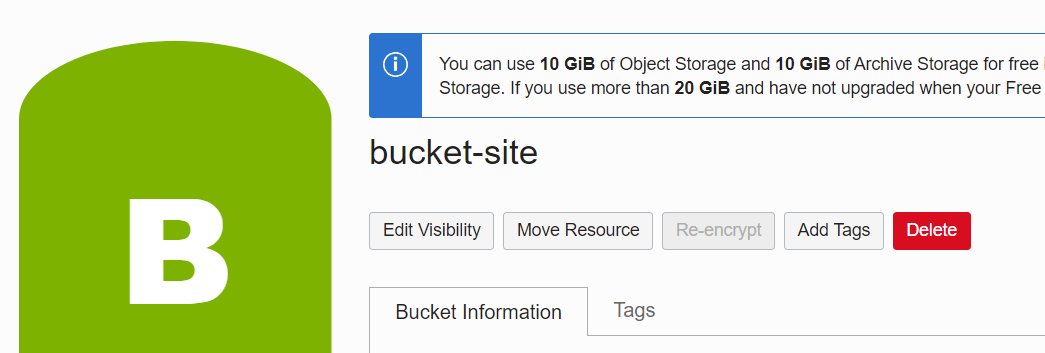 You can use 10 GiB of Object Storage and 10 GiB of Archive Storage for free
Storage. If you use more than 20 GiB and have not upgraded when your Free
bucket-site
B
Edit Visibility Move Resource Re-encrypt Add Tags Delete
Bucket Information Tags